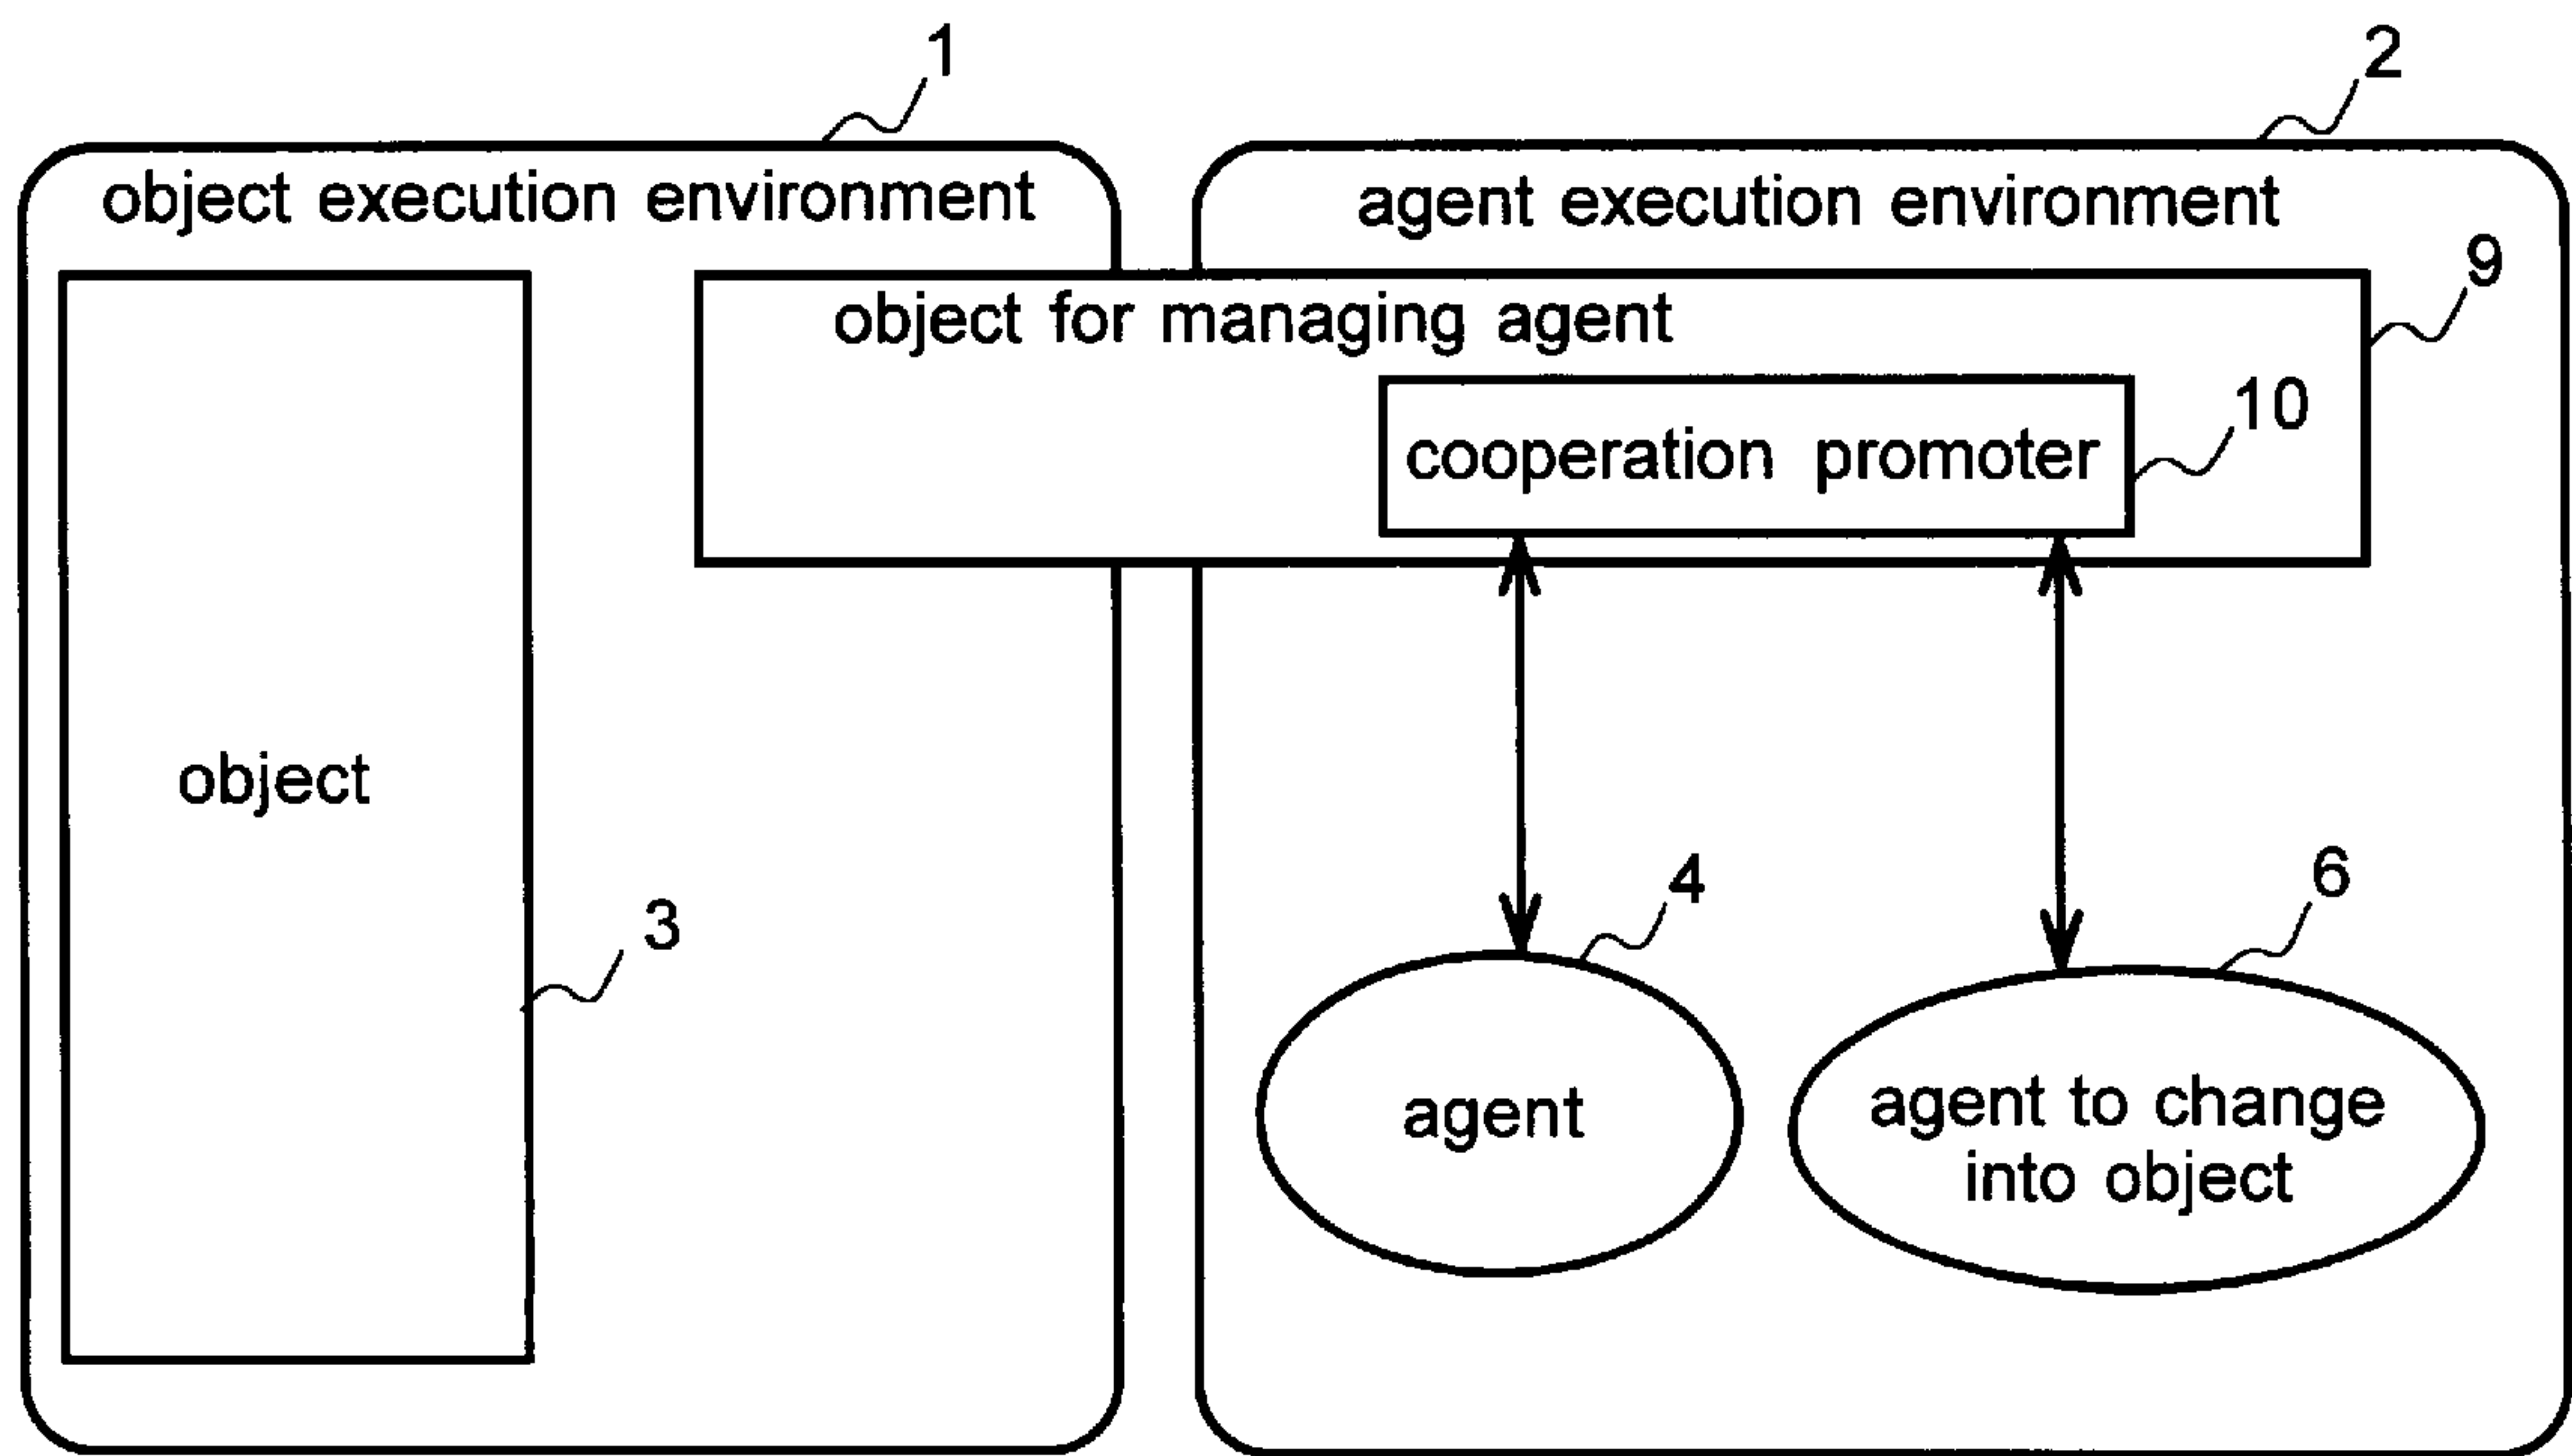 1
2
object execution environment
agent execution environment
9
object for managing agent
10
cooperation promoter
object
3
4
6
agent
agent to change
into object